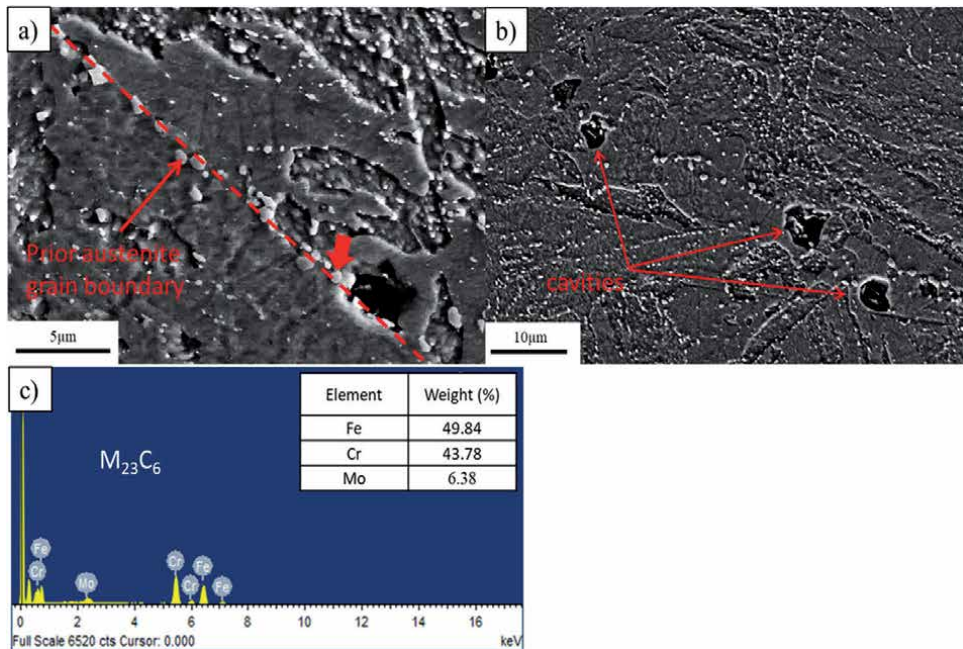 a)
Prior austenite
grain boundary
5μm
b)
cavities
10μm
c)
M23C6
Element Weight (%)
Fe 49.84
Cr 43.78
Mo 6.38
Fe
Cr
Mo
Cr
Cr
Fe
Fe
0 2 4 6 8 10 12 14 16
Full Scale 6520 cts Cursor: 0.000 keV